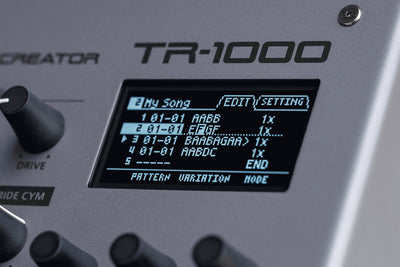 CREATOR
TR-1000
2 My Song EDIT SETTING
1 01-01 AABB 1x
2 01-01 EFGF 2x
3 01-01 BAABAGAA> 1x
4 01-01 AABDC 1x
5 ----- END
PATTERN VARIATION MODE
DRIVE
RIDE CYM